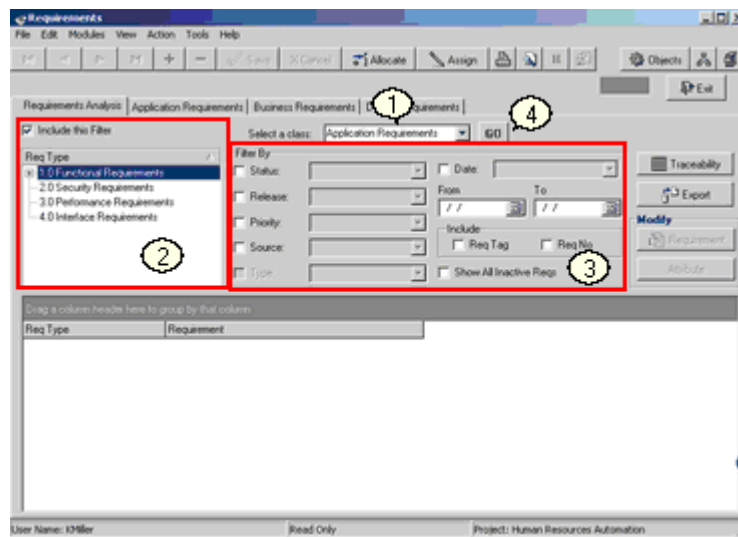 Requirements
File Edit Modules View Action Tools Help
Save Cancel Allocate Assign Objects
Exit
Requirements Analysis Application Requirements Business Requirements
1
4
Include this Filter
Select a class: Application Requirements GO
Req Type
1.0 Functional Requirements
2.0 Security Requirements
3.0 Performance Requirements
4.0 Interface Requirements
2
Filter By
Status:
Release:
Priority:
Source:
Type
Date:
From To
/ / / /
Include
Req Tag Req No
Show All Inactive Reqs
3
Traceability
Export
Modify
Requirement
Attribute
Drag a column header here to group by that column
Req Type Requirement
User Name: KMiller Read Only Project: Human Resources Automation